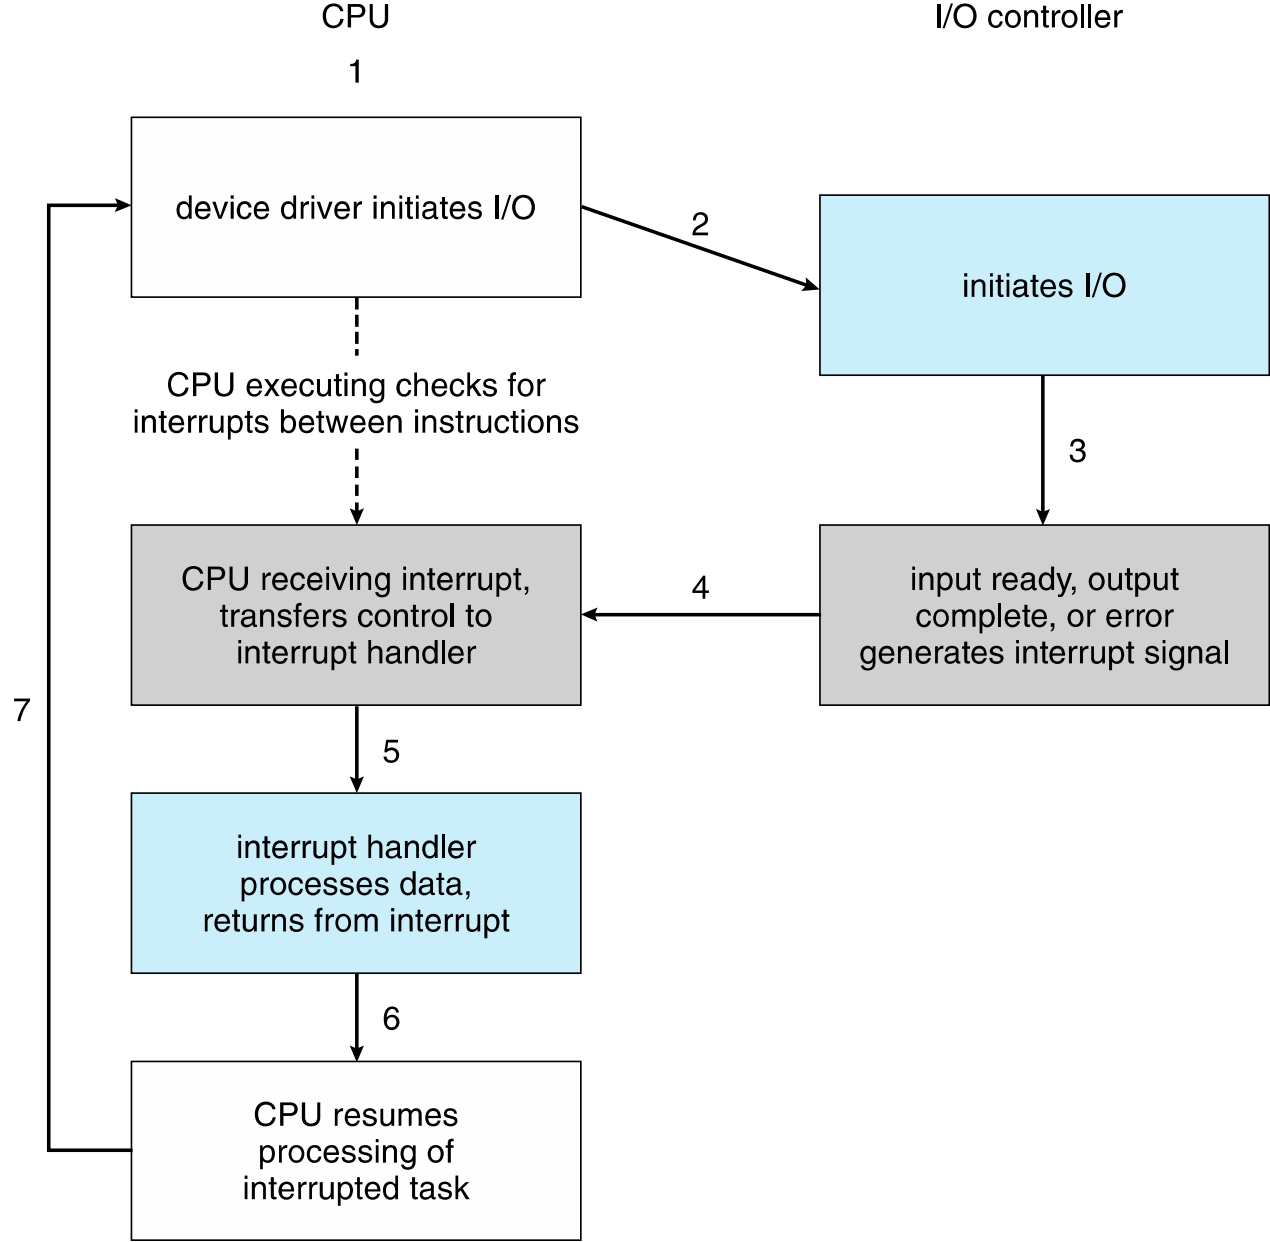 CPU
I/O controller
1
device driver initiates I/O
2
initiates I/O
CPU executing checks for
interrupts between instructions
3
CPU receiving interrupt,
transfers control to
interrupt handler
4
input ready, output
complete, or error
generates interrupt signal
7
5
interrupt handler
processes data,
returns from interrupt
6
CPU resumes
processing of
interrupted task